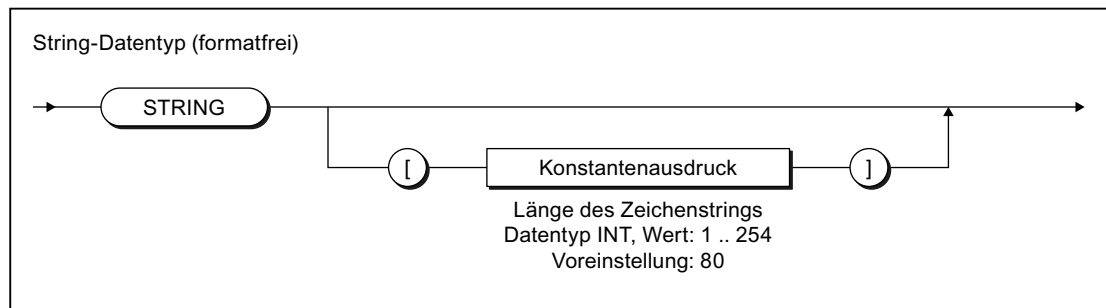 String-Datentyp (formatfrei)
STRING
[
Konstantenausdruck
]
Länge des Zeichenstrings
Datentyp INT, Wert: 1 .. 254
Voreinstellung: 80